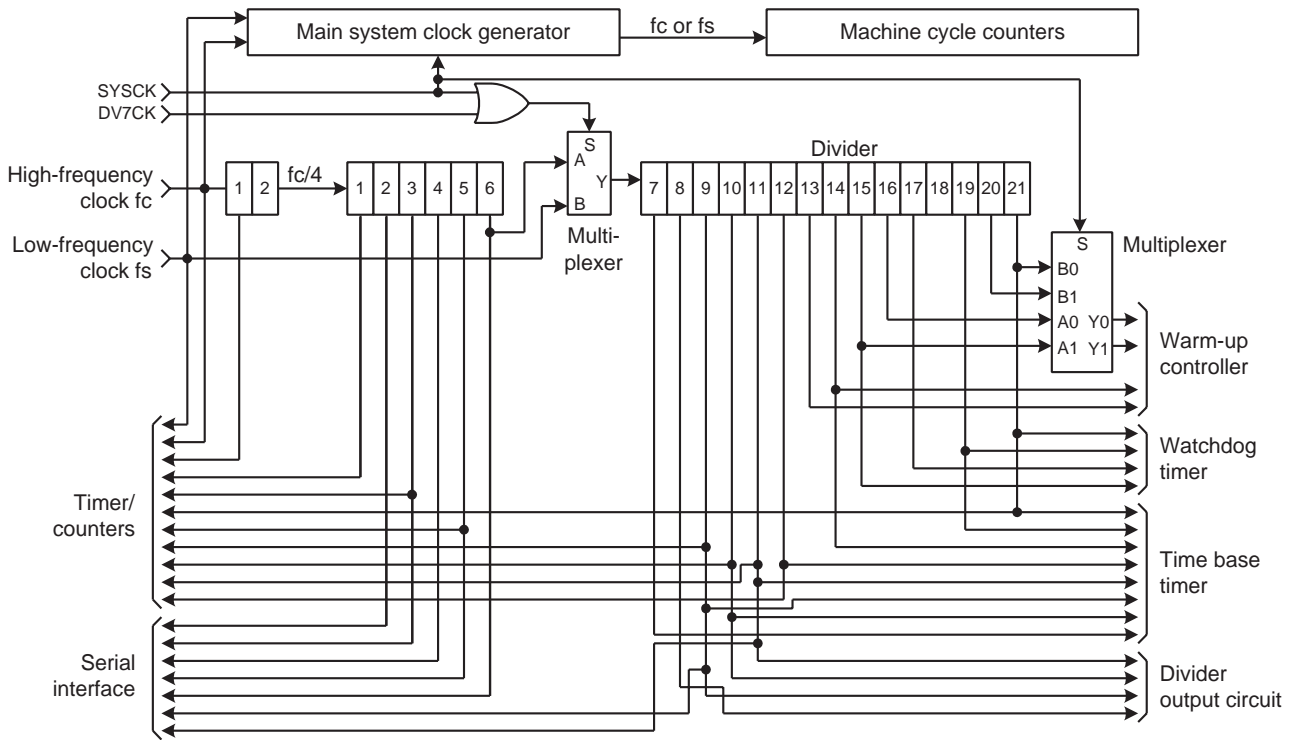 Main system clock generator
fc or fs
Machine cycle counters
SYSCK
DV7CK
S
Divider
High-frequency
clock fc
1 2
fc/4
1 2 3 4 5 6
A
Y
B
7 8 9 10 11 12 13 14 15 16 17 18 19 20 21
Multi-
plexer
Low-frequency
clock fs
S
Multiplexer
B0
B1
A0 Y0
A1 Y1
Warm-up
controller
Watchdog
timer
Timer/
counters
Time base
timer
Serial
interface
Divider
output circuit